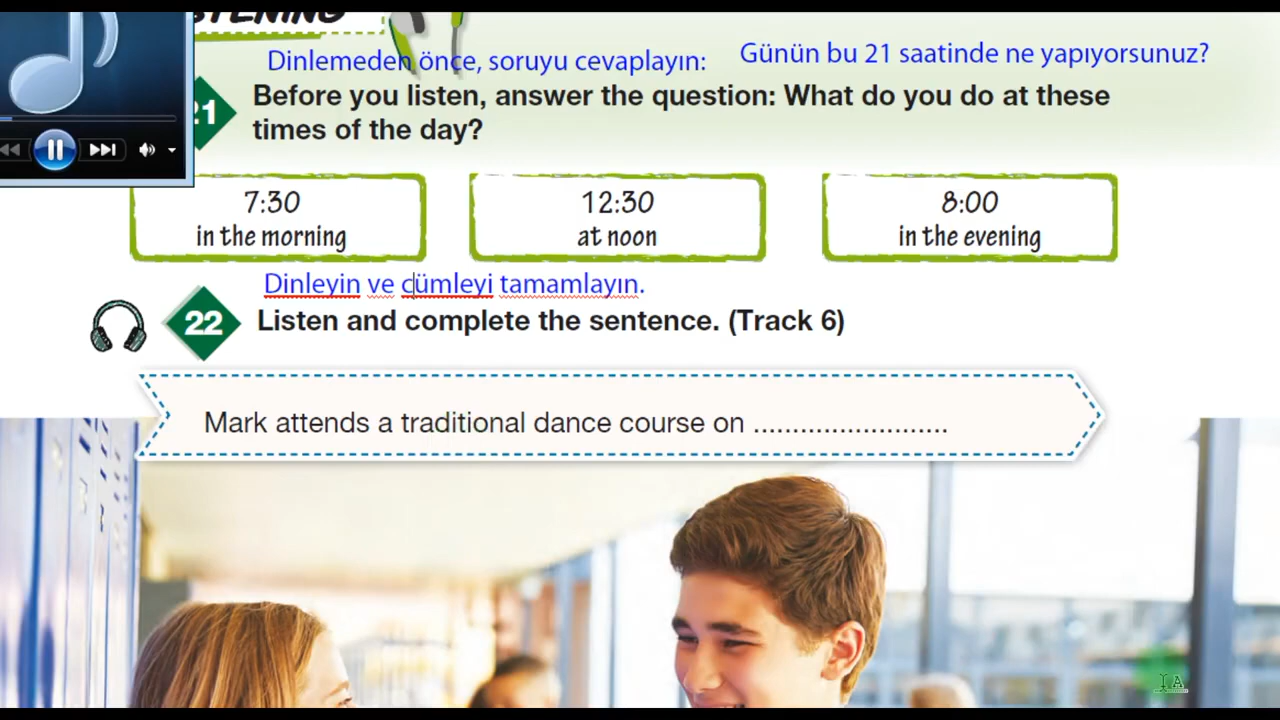 STENING
Dinlemeden önce, soruyu cevaplayın: Günün bu 21 saatinde ne yapıyorsunuz?
21 Before you listen, answer the question: What do you do at these
times of the day?
7:30 12:30 8:00
in the morning at noon in the evening
Dinleyin ve cümleyi tamamlayın.
22 Listen and complete the sentence. (Track 6)
Mark attends a traditional dance course on .........................
A